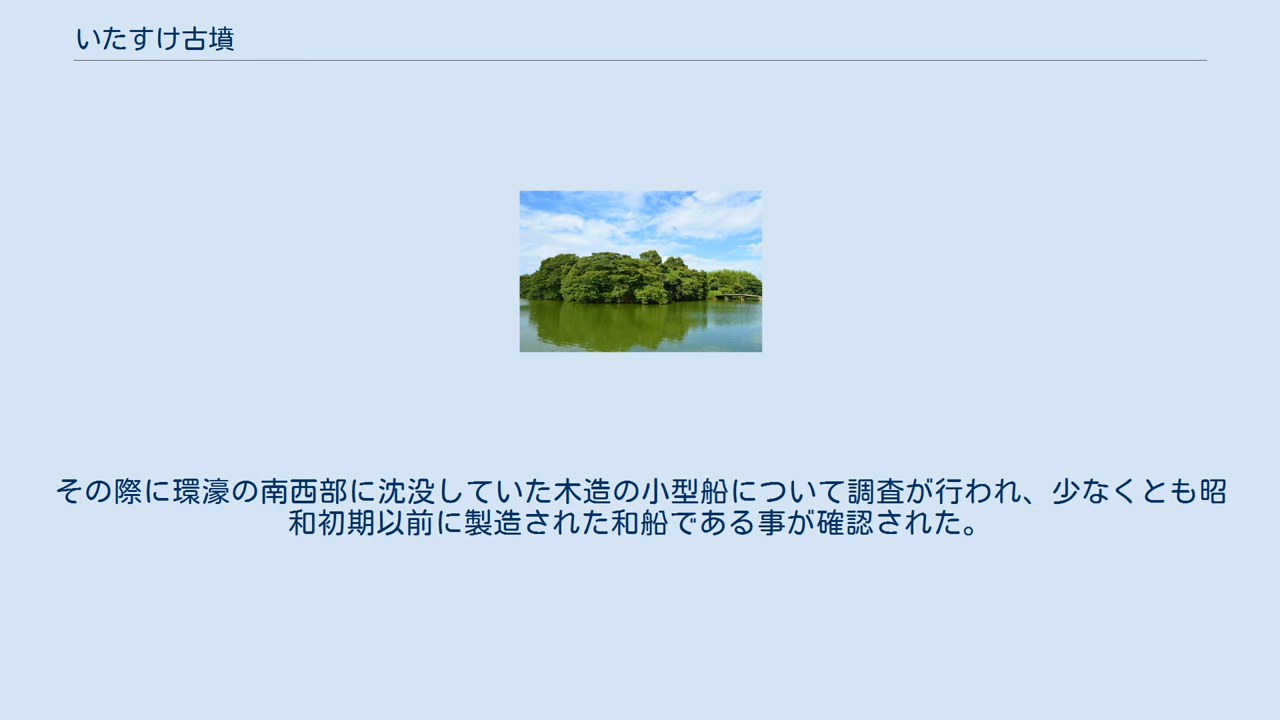 いたすけ古墳
その際に環濠の南西部に沈没していた木造の小型船について調査が行われ、少なくとも昭
和初期以前に製造された和船である事が確認された。